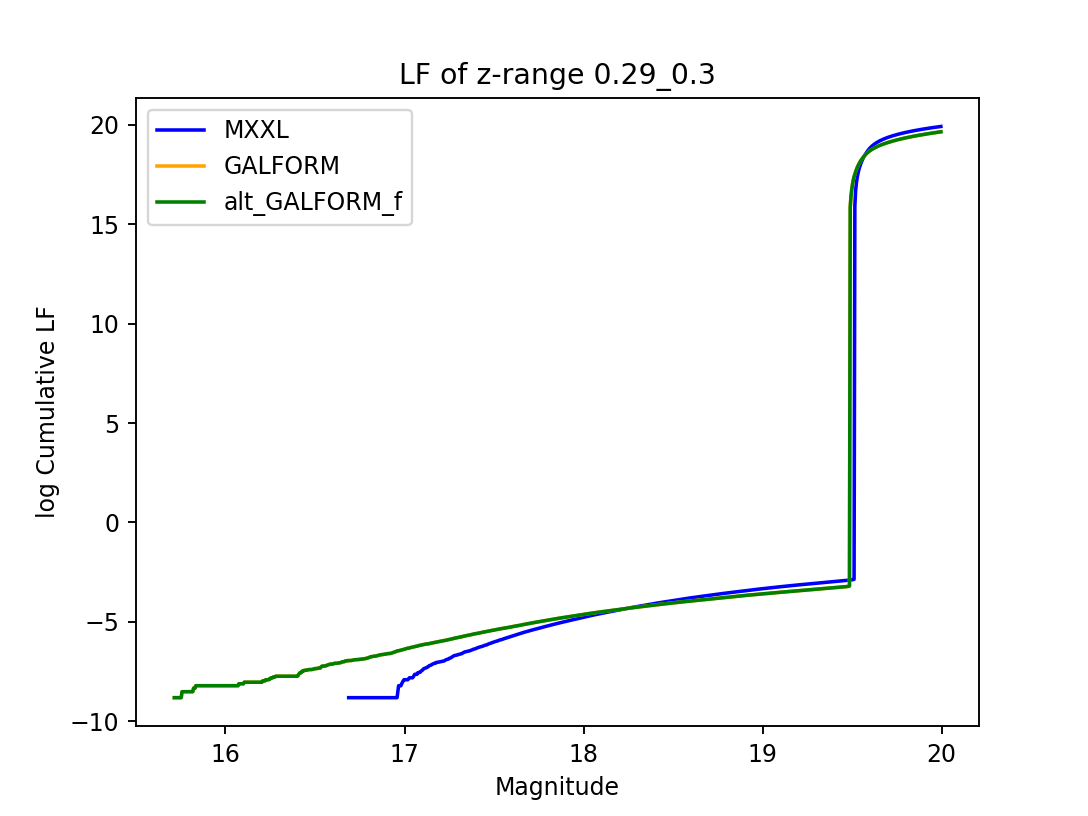 LF of z-range 0.29_0.3
MXXL
GALFORM
alt_GALFORM_f
20
15
10
5
0
−5
−10
log Cumulative LF
16
17
18
19
20
Magnitude